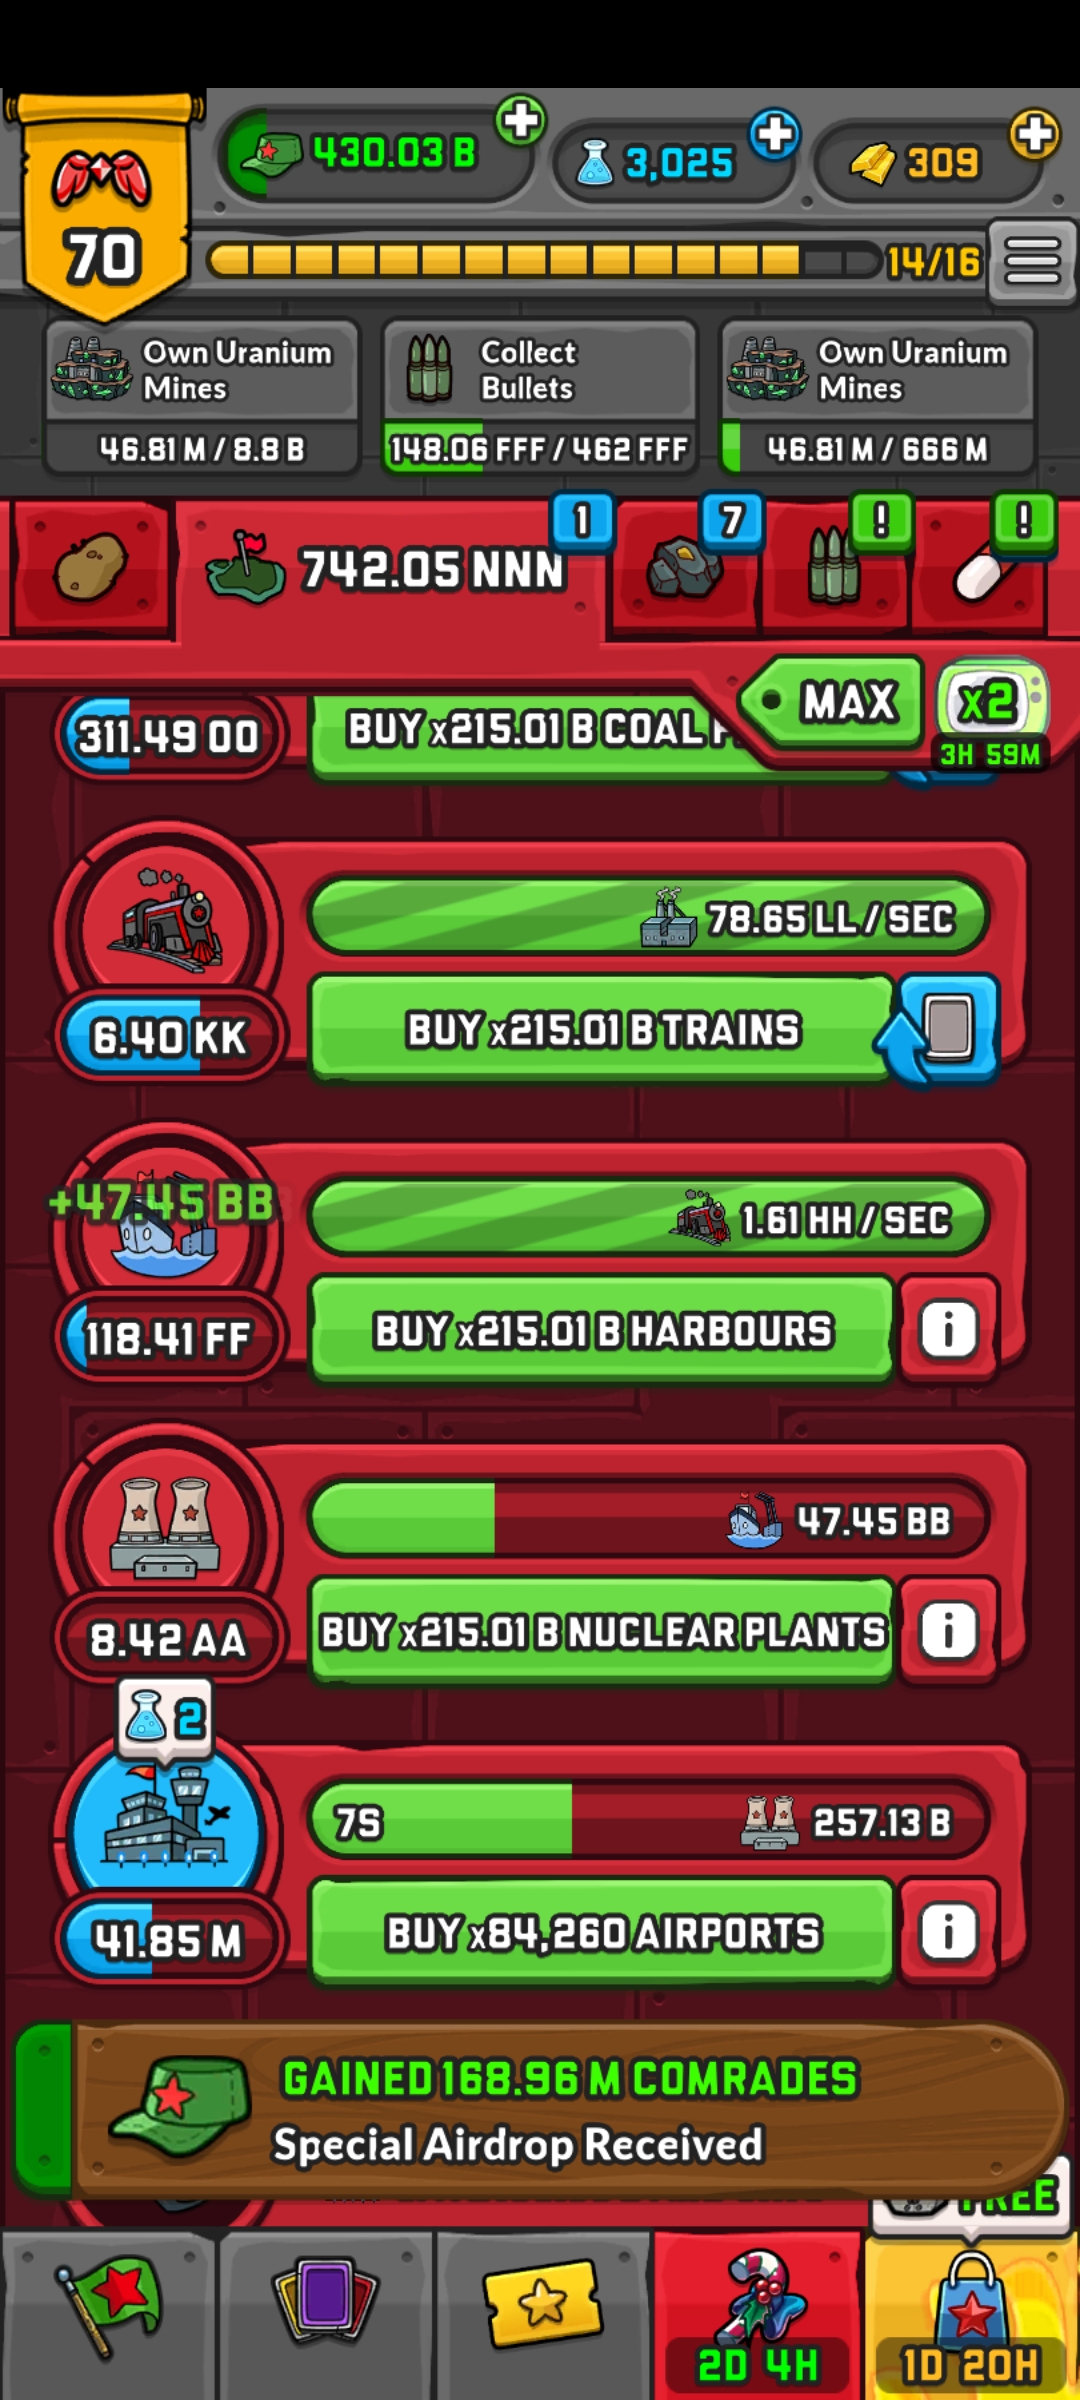 430.03 B
3,025
309
70
14/16
Own Uranium
Mines
46.81 M / 8.8 B
Collect
Bullets
148.06 FFF / 462 FFF
Own Uranium
Mines
46.81 M / 666 M
742.05 NNN
1
7
!
!
MAX
x2
3H 59M
311.49 OO
BUY x215.01 B COAL
78.65 LL / SEC
6.40 KK
BUY x215.01 B TRAINS
+47.45 BB
1.61 HH / SEC
118.41 FF
BUY x215.01 B HARBOURS
i
47.45 BB
8.42 AA
BUY x215.01 B NUCLEAR PLANTS
i
2
7S
257.13 B
41.85 M
BUY x84,260 AIRPORTS
i
GAINED 168.96 M COMRADES
Special Airdrop Received
FREE
2D 4H
1D 20H